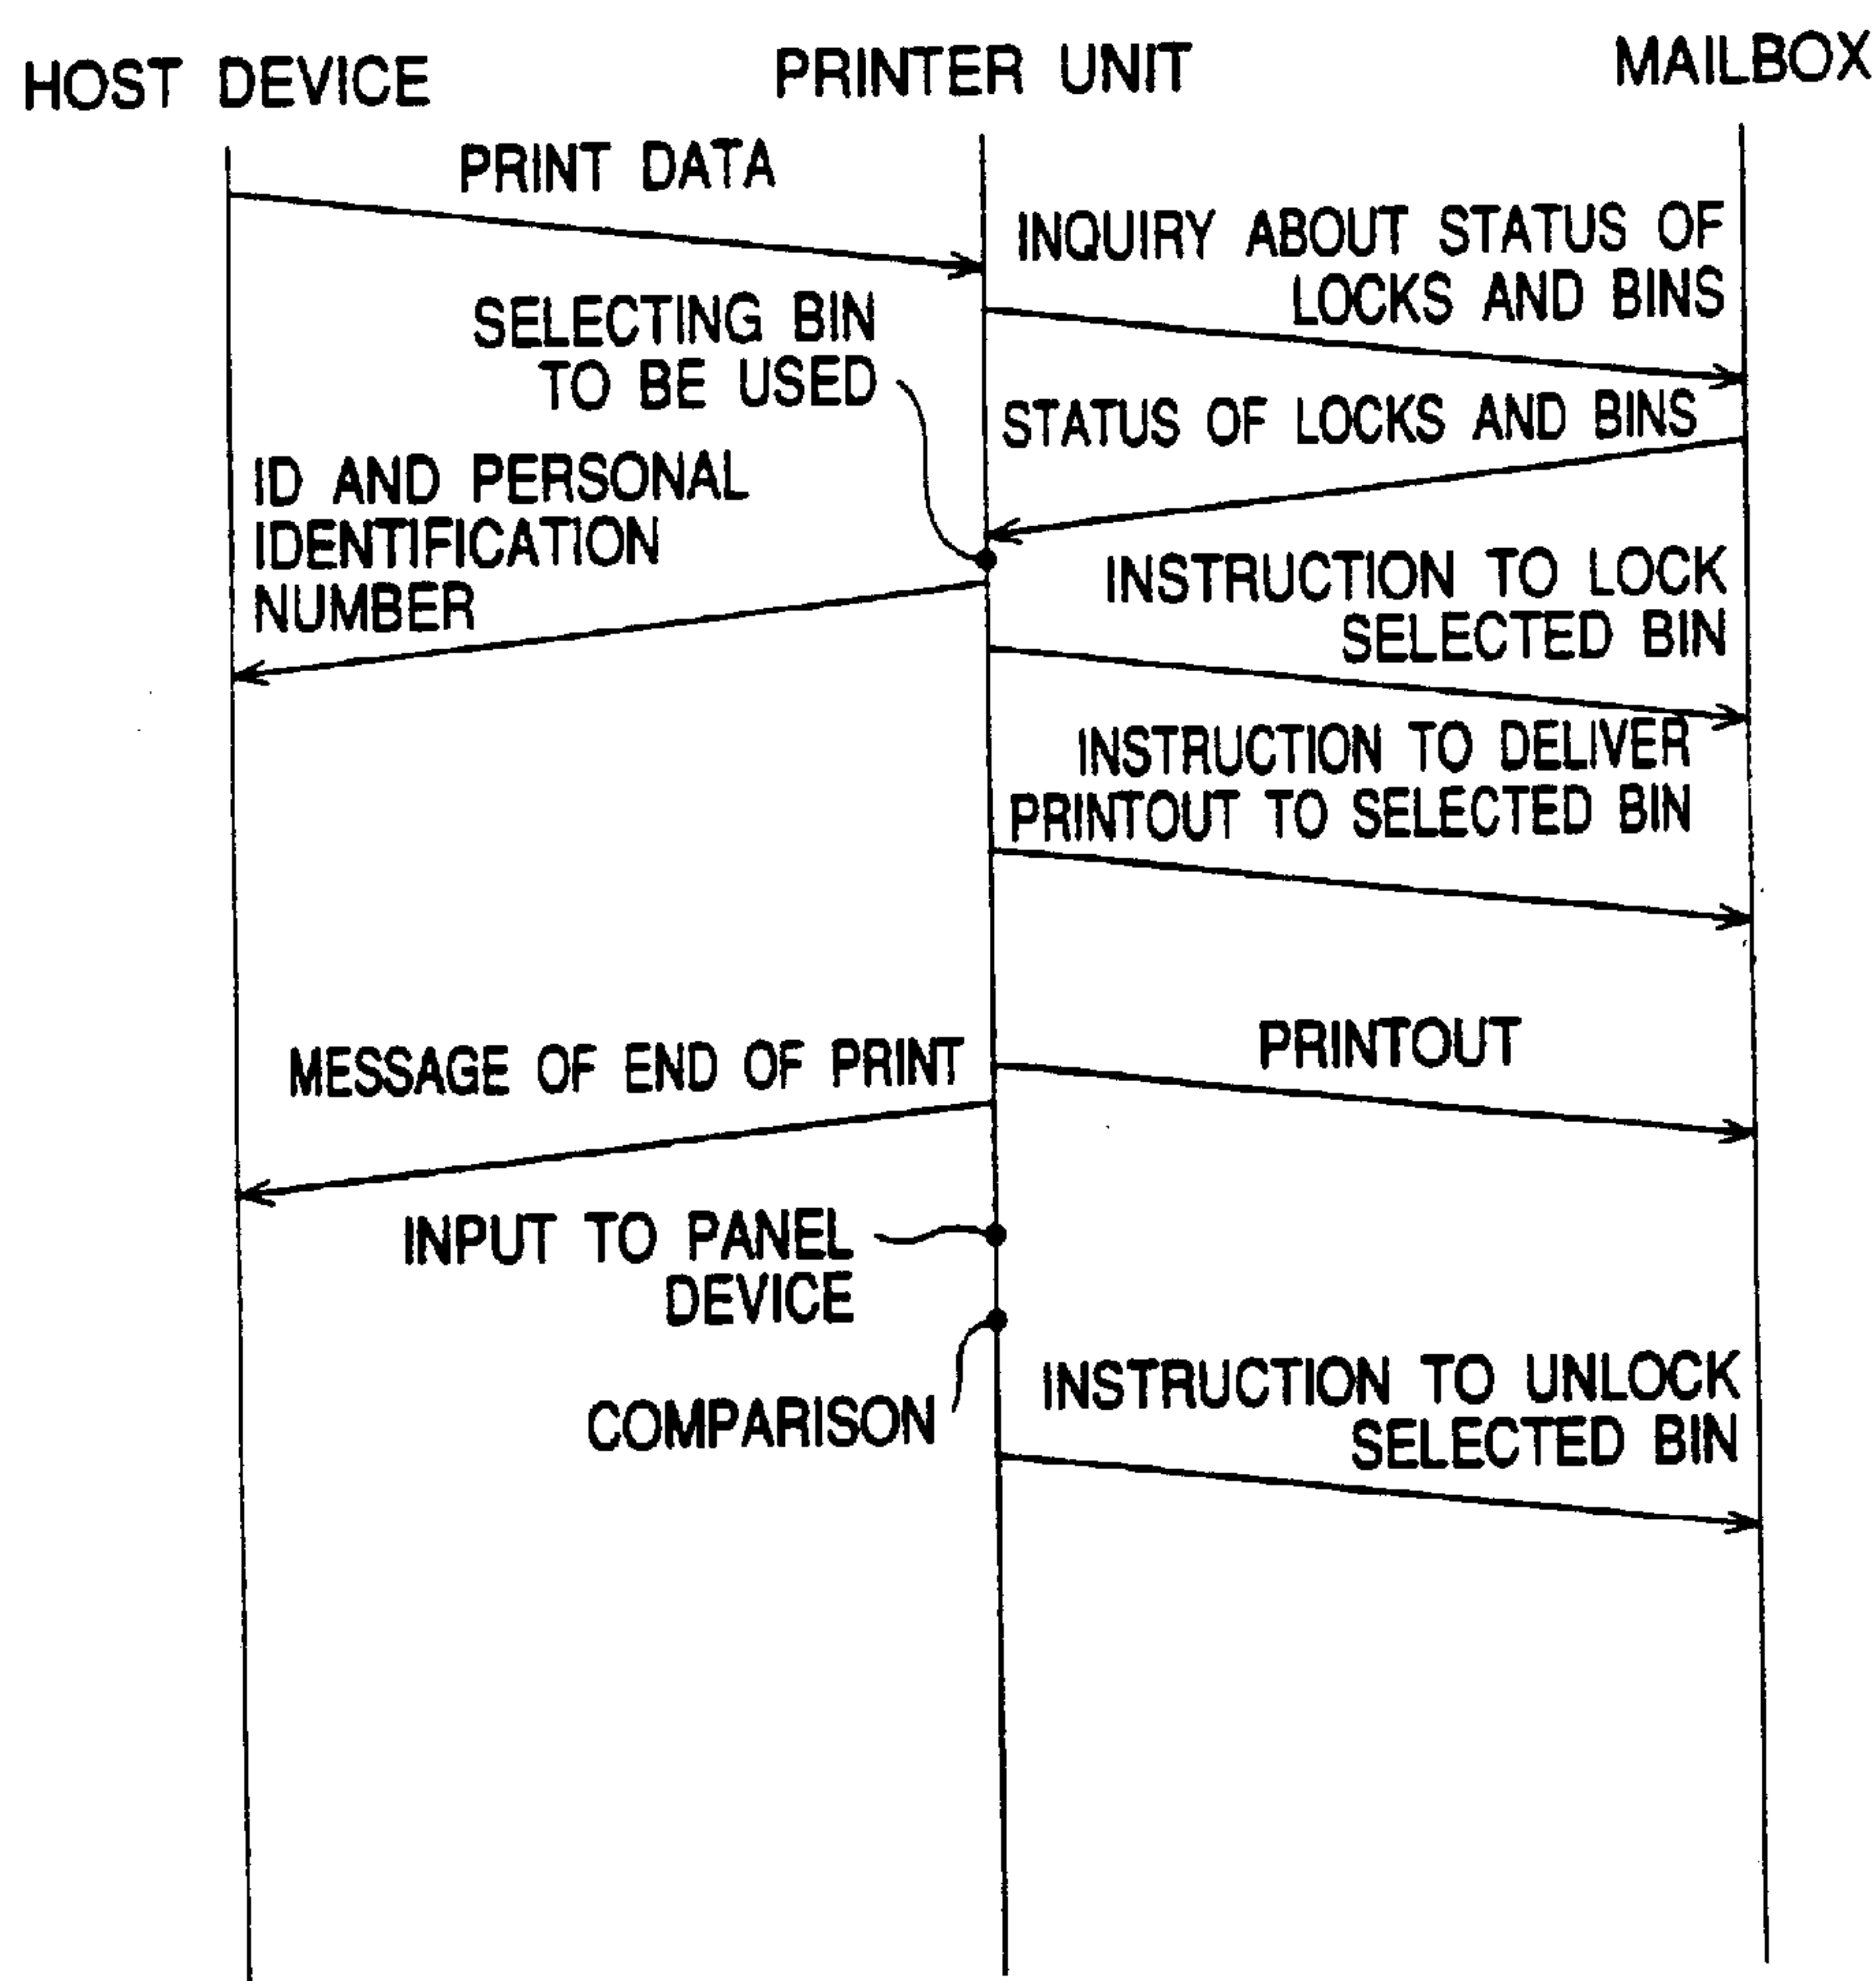 HOST DEVICE
PRINTER UNIT
MAILBOX
PRINT DATA
INQUIRY ABOUT STATUS OF
LOCKS AND BINS
SELECTING BIN
TO BE USED
STATUS OF LOCKS AND BINS
ID AND PERSONAL
IDENTIFICATION
NUMBER
INSTRUCTION TO LOCK
SELECTED BIN
INSTRUCTION TO DELIVER
PRINTOUT TO SELECTED BIN
PRINTOUT
MESSAGE OF END OF PRINT
INPUT TO PANEL
DEVICE
COMPARISON
INSTRUCTION TO UNLOCK
SELECTED BIN